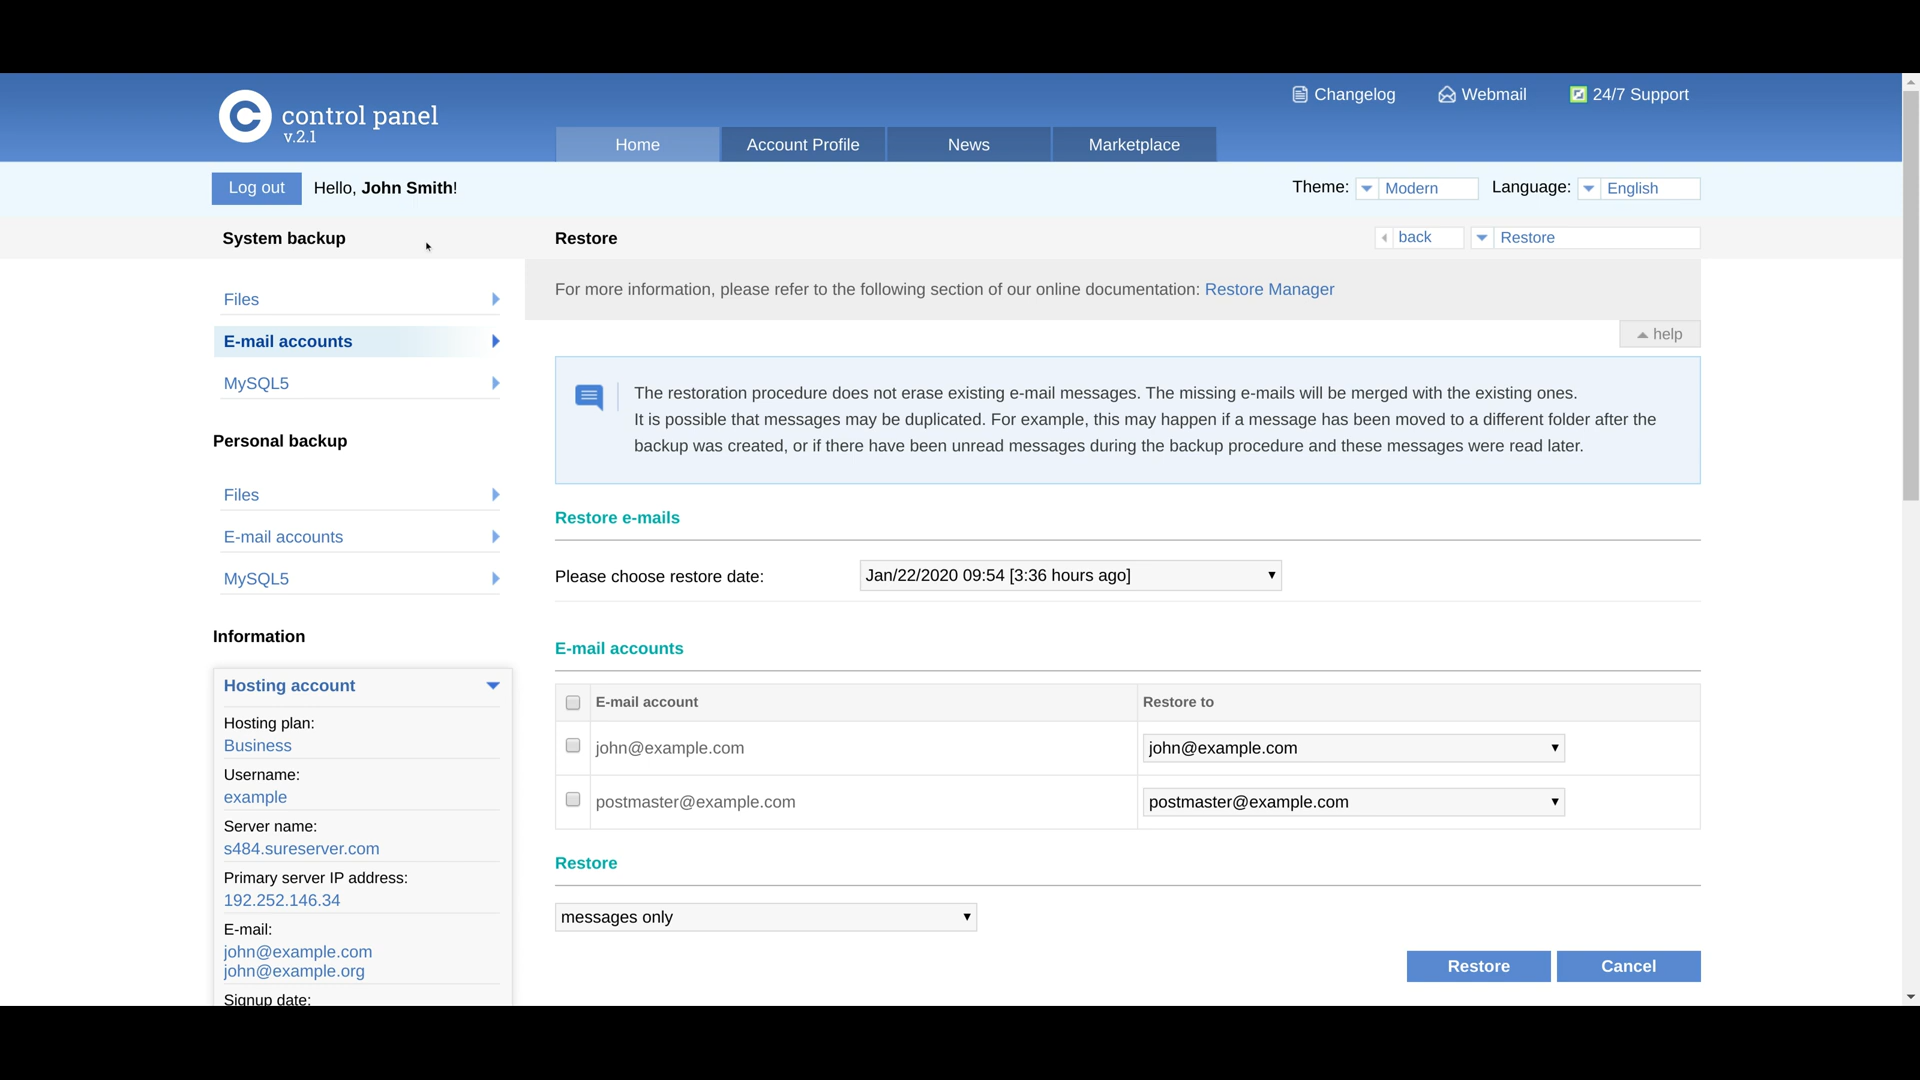 control panel
v.2.1
Changelog
Webmail
24/7 Support
Home
Account Profile
News
Marketplace
Log out
Hello, John Smith!
Theme:
Modern
Language:
English
System backup
Files
E-mail accounts
MySQL5
Personal backup
Files
E-mail accounts
MySQL5
Information
Hosting account
Hosting plan:
Business
Username:
example
Server name:
s484.sureserver.com
Primary server IP address:
192.252.146.34
E-mail:
john@example.com
john@example.org
Signup date:
Restore
back
Restore
For more information, please refer to the following section of our online documentation: Restore Manager
help
The restoration procedure does not erase existing e-mail messages. The missing e-mails will be merged with the existing ones.
It is possible that messages may be duplicated. For example, this may happen if a message has been moved to a different folder after the
backup was created, or if there have been unread messages during the backup procedure and these messages were read later.
Restore e-mails
Please choose restore date:
Jan/22/2020 09:54 [3:36 hours ago]
E-mail accounts
E-mail account
Restore to
john@example.com
john@example.com
postmaster@example.com
postmaster@example.com
Restore
messages only
Restore
Cancel